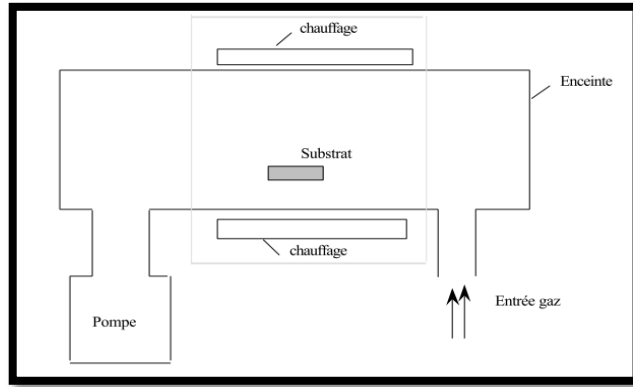 chauffage
Enceinte
Substrat
chauffage
Entrée gaz
Pompe